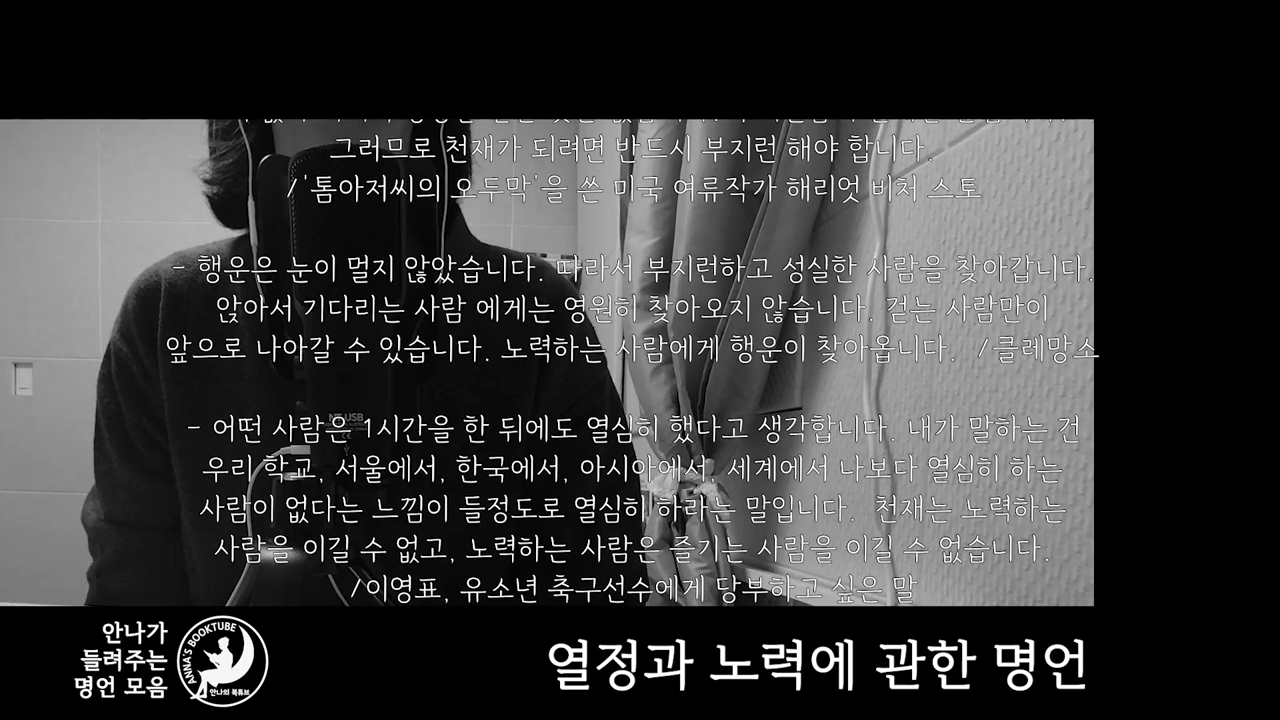 그러므로 천재가 되려면 반드시 부지런 해야 합니다.
/'톰아저씨의 오두막'을 쓴 미국 여류작가 해리엇 비처 스토
- 행운은 눈이 멀지 않았습니다. 따라서 부지런하고 성실한 사람을 찾아갑니다.
앉아서 기다리는 사람 에게는 영원히 찾아오지 않습니다. 걷는 사람만이
앞으로 나아갈 수 있습니다. 노력하는 사람에게 행운이 찾아옵니다. /클레망소
- 어떤 사람은 1시간을 한 뒤에도 열심히 했다고 생각합니다. 내가 말하는 건
우리 학교, 서울에서, 한국에서, 아시아에서, 세계에서 나보다 열심히 하는
사람이 없다는 느낌이 들정도로 열심히 하라는 말입니다. 천재는 노력하는
사람을 이길 수 없고, 노력하는 사람은 즐기는 사람을 이길 수 없습니다.
/이영표, 유소년 축구선수에게 당부하고 싶은 말
NT-USB
안나가
들려주는
명언 모음
ANNA'S BOOKTUBE
안나의 북튜브
열정과 노력에 관한 명언